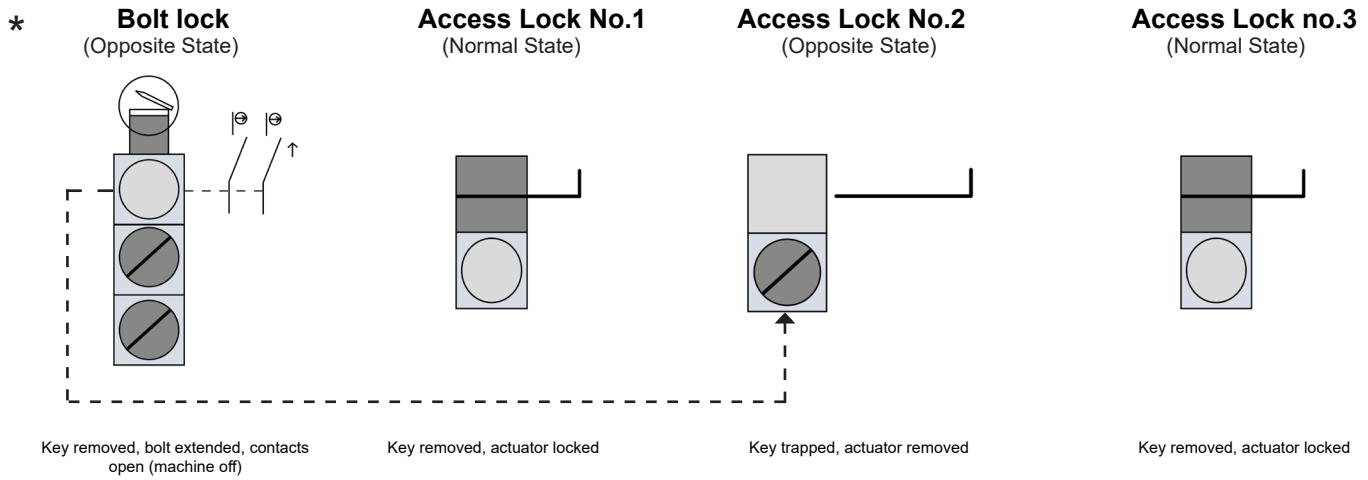 *
Bolt lock
(Opposite State)
Access Lock No.1
(Normal State)
Access Lock No.2
(Opposite State)
Access Lock no.3
(Normal State)
Key removed, bolt extended, contacts
open (machine off)
Key removed, actuator locked
Key trapped, actuator removed
Key removed, actuator locked